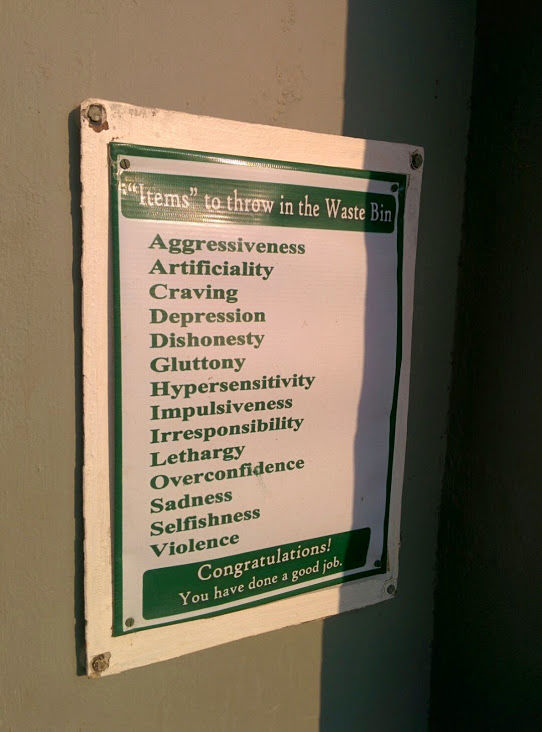 "Items" to throw in the Waste Bin
Aggressiveness
Artificiality
Craving
Depression
Dishonesty
Gluttony
Hypersensitivity
Impulsiveness
Irresponsibility
Lethargy
Overconfidence
Sadness
Selfishness
Violence
Congratulations!
You have done a good job.